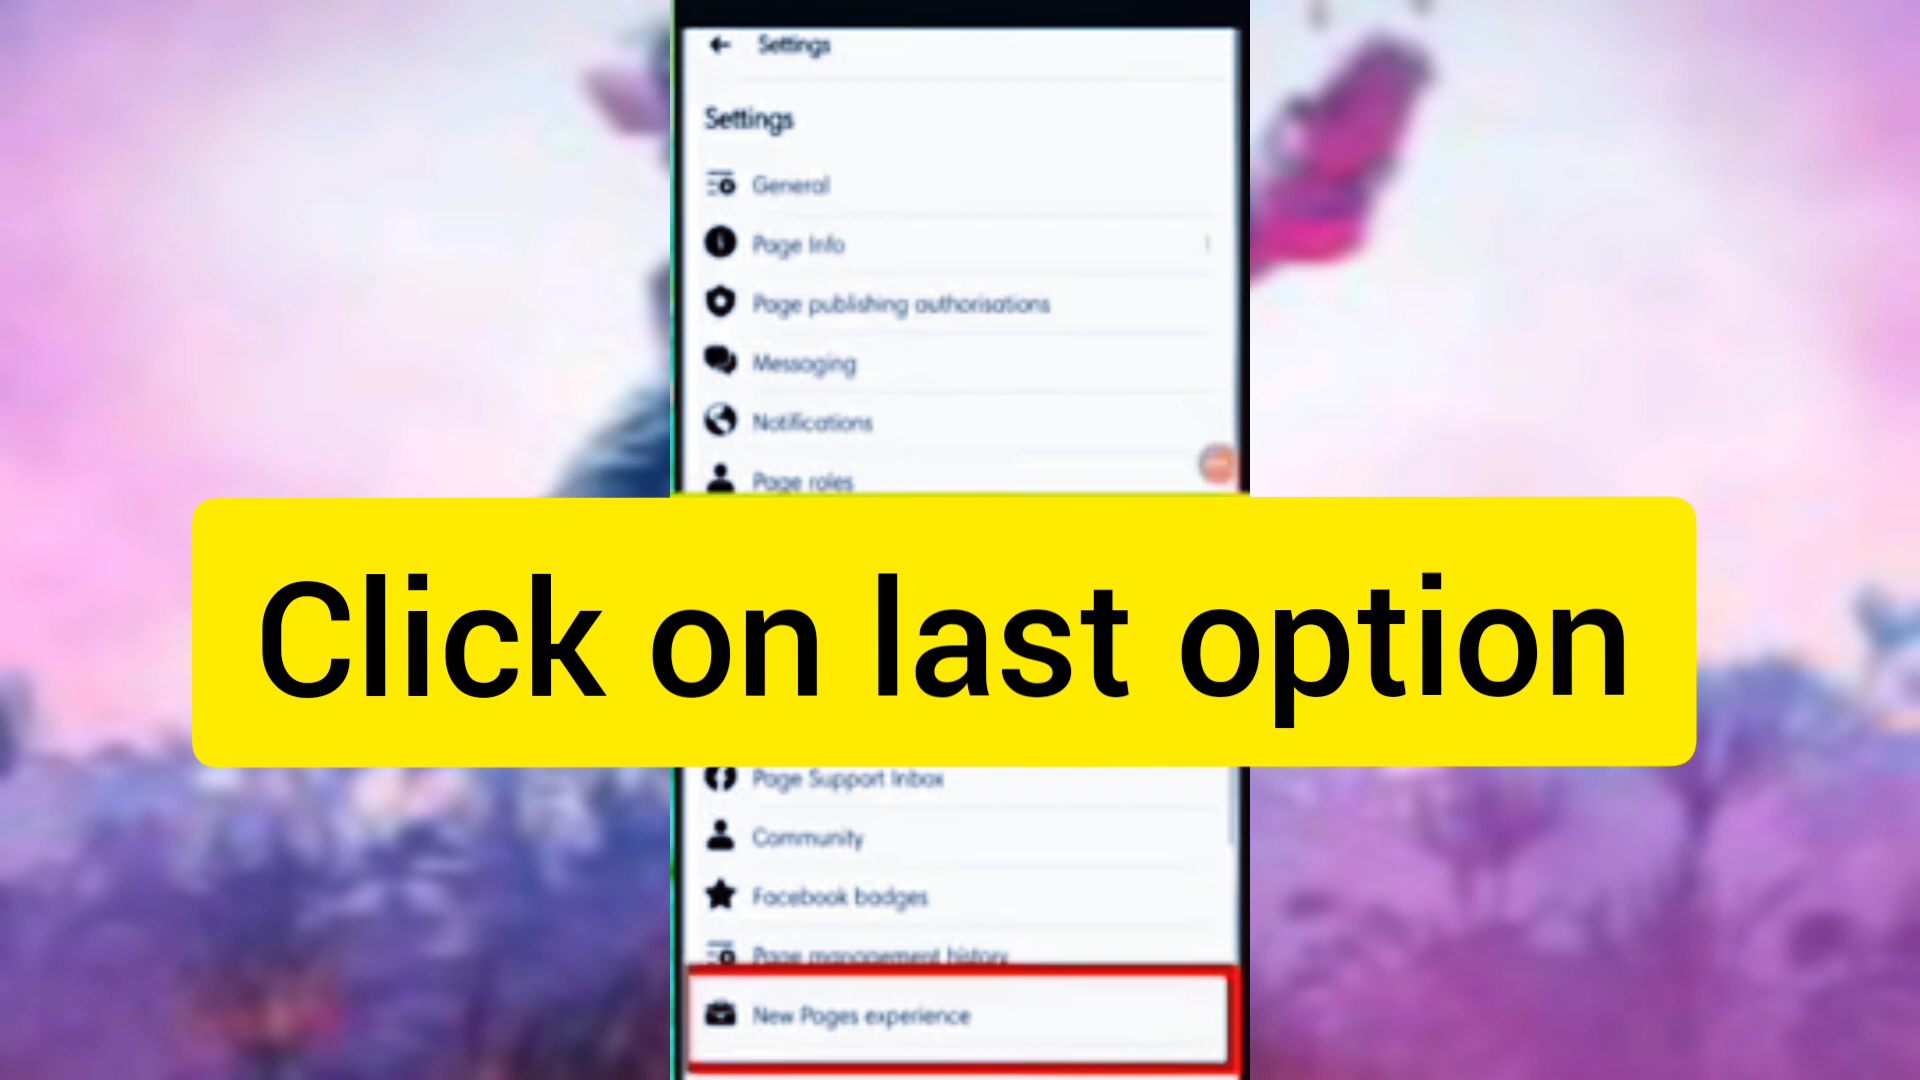 Settings
Settings
General
Page Info
Page publishing authorisations
Messaging
Notifications
Page roles
Click on last option
Page Support Inbox
Community
Facebook badges
Page management history
New Pages experience